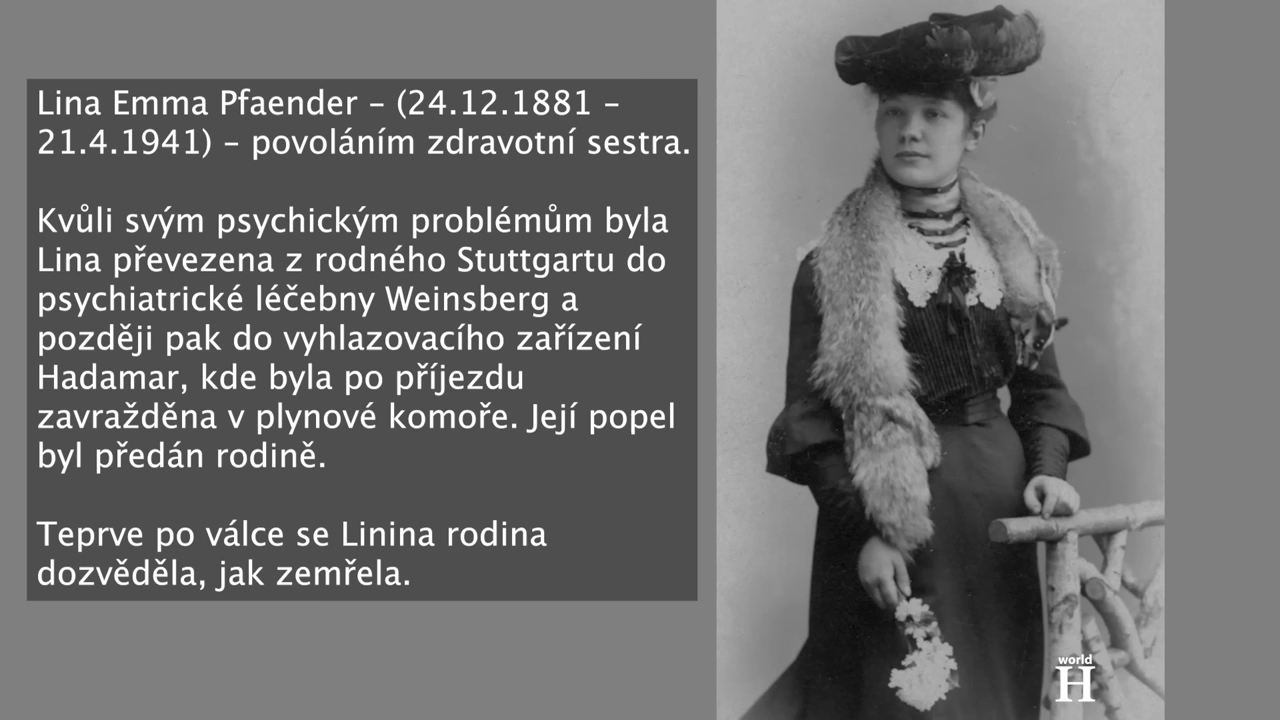 Lina Emma Pfaender – (24.12.1881 –
21.4.1941) – povoláním zdravotní sestra.
Kvůli svým psychickým problémům byla
Lina převezena z rodného Stuttgartu do
psychiatrické léčebny Weinsberg a
později pak do vyhlazovacího zařízení
Hadamar, kde byla po příjezdu
zavražděna v plynové komoře. Její popel
byl předán rodině.
Teprve po válce se Linina rodina
dozvěděla, jak zemřela.
world
H